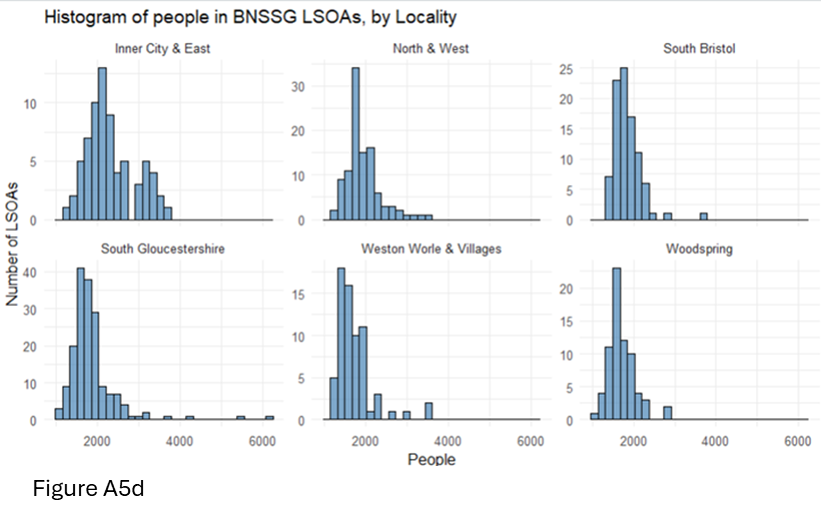 Histogram of people in BNSSG LSOAs, by Locality
Inner City & East
North & West
South Bristol
10
5
0
30
20
10
0
25
20
15
10
5
0
Number of LSOAs
South Gloucestershire
Weston Worle & Villages
Woodspring
40
30
20
10
0
15
10
5
0
20
15
10
5
0
2000 4000 6000
2000 4000 6000
2000 4000 6000
People
Figure A5d